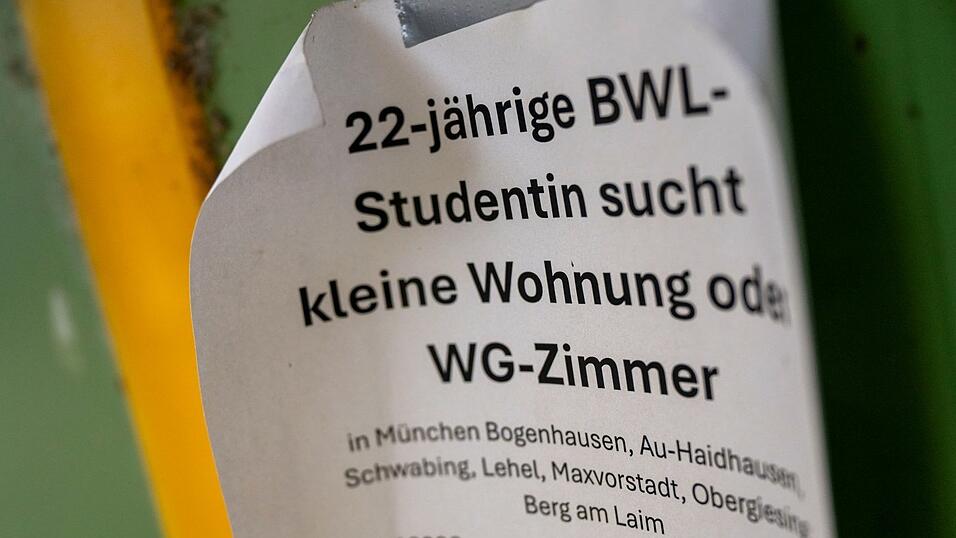 22-jährige BWL-
Studentin sucht
kleine Wohnung oder
WG-Zimmer
in München Bogenhausen, Au-Haidhausen,
Schwabing, Lehel, Maxvorstadt, Obergiesing
Berg am Laim